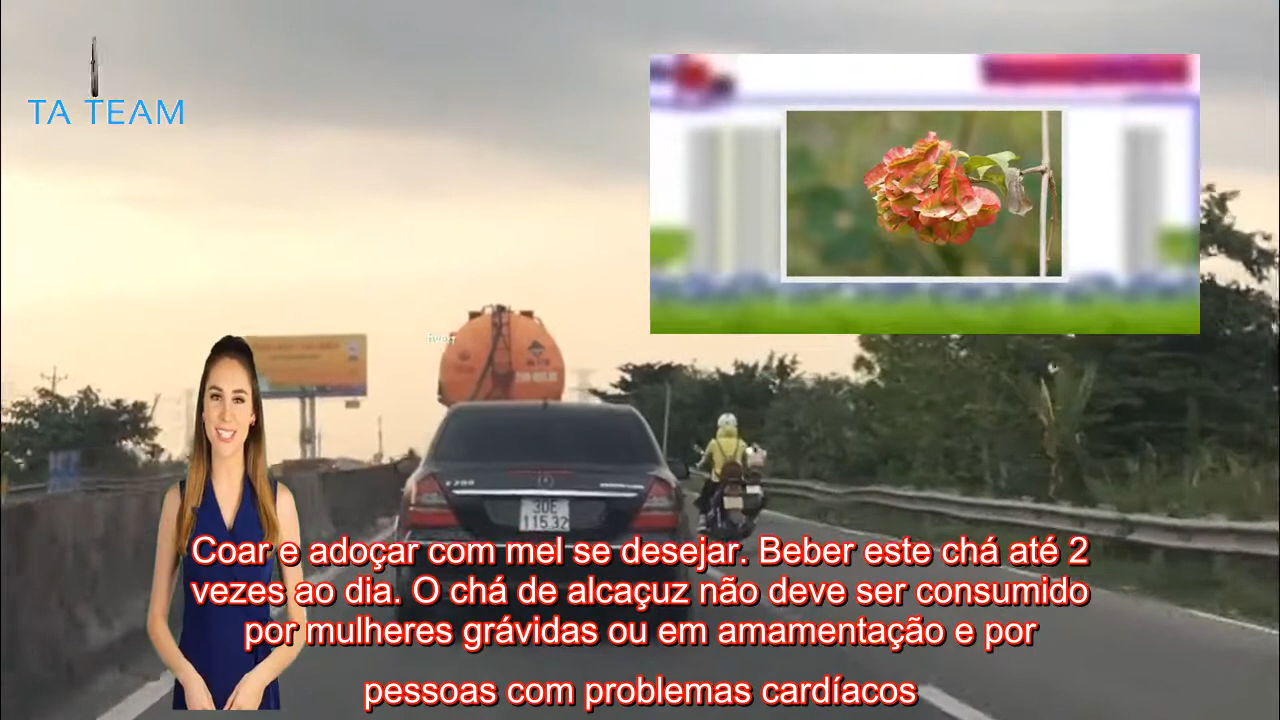 TA TEAM
30E
115.32
Coar e adoçar com mel se desejar. Beber este chá até 2
vezes ao dia. O chá de alcaçuz não deve ser consumido
por mulheres grávidas ou em amamentação e por
pessoas com problemas cardíacos